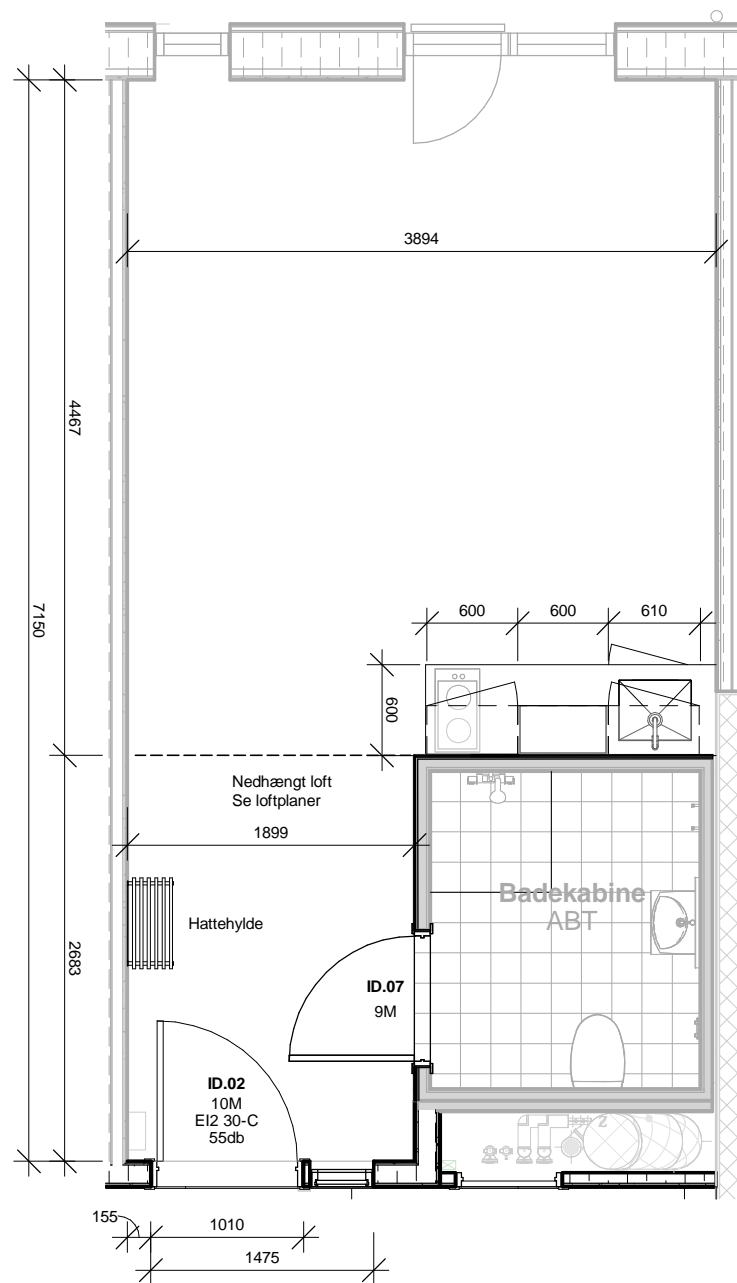 3894
4467
7150
600
600
610
600
Nedhængt loft
Se loftplaner
1899
Badekabine
ABT
Hattehylde
2683
ID.07
9M
ID.02
10M
EI2 30-C
55db
155
1010
1475